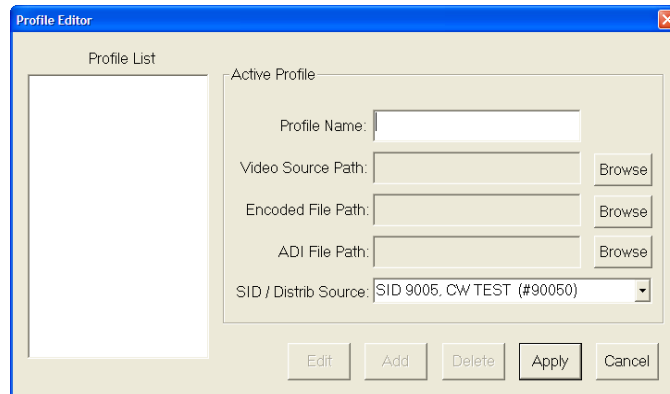 Profile Editor
Profile List
Active Profile
Profile Name:
Video Source Path:
Browse
Encoded File Path:
Browse
ADI File Path:
Browse
SID / Distrib Source:
SID 9005, CW TEST (#90050)
Edit
Add
Delete
Apply
Cancel